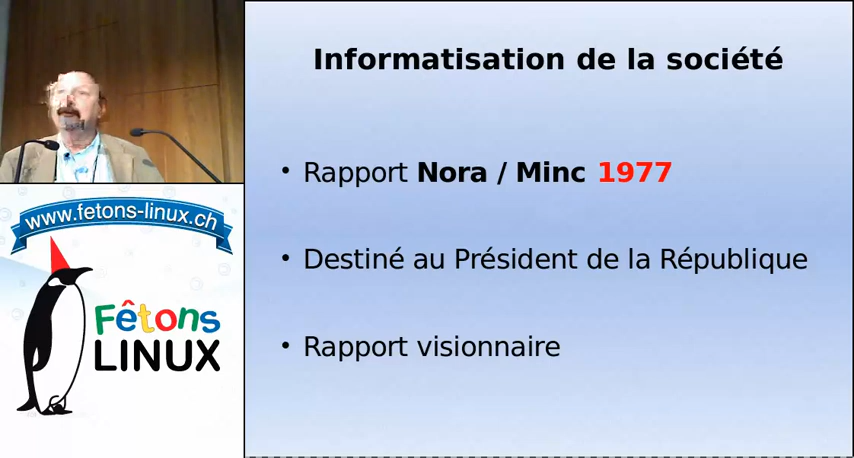 Informatisation de la société
• Rapport Nora / Minc 1977
• Destiné au Président de la République
• Rapport visionnaire
www.fetons-linux.ch
Fêtons
LINUX